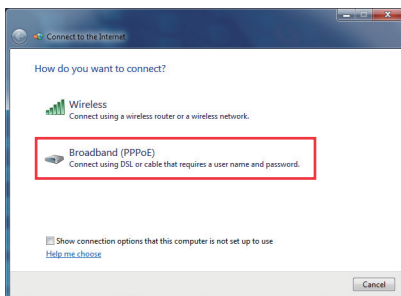 Connect to the Internet
How do you want to connect?
Wireless
Connect using a wireless router or a wireless network.
Broadband (PPPoE)
Connect using DSL or cable that requires a user name and password.
Show connection options that this computer is not set up to use
Help me choose
Cancel